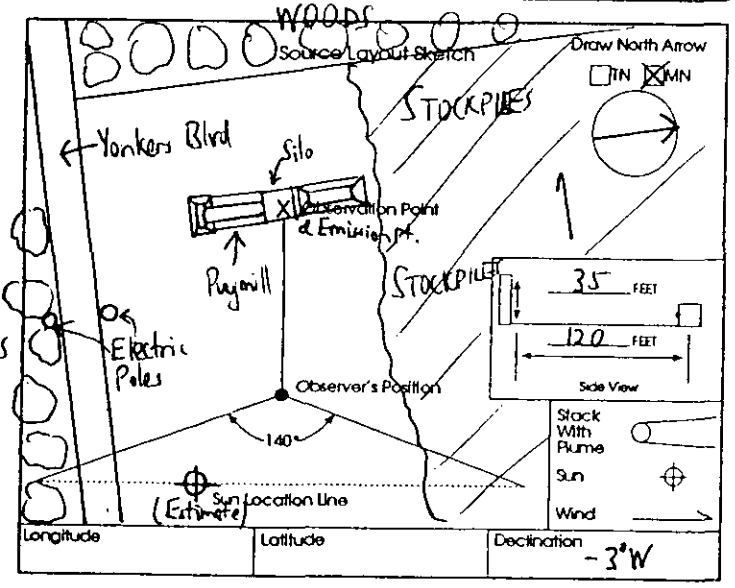 WOODS
Source Layout Sketch
Draw North Arrow
TN MN
STOCKPILES
Yonkers Blvd
Silo
X Observation Point
& Emission pt.
Pugmill
STOCKPILES
35 FEET
120 FEET
Side View
Electric
Poles
S
Observer's Position
140°
Stack
With
Plume
Sun
Wind
Sun Location Line
(Estimate)
Longitude
Latitude
Declination
-3°W